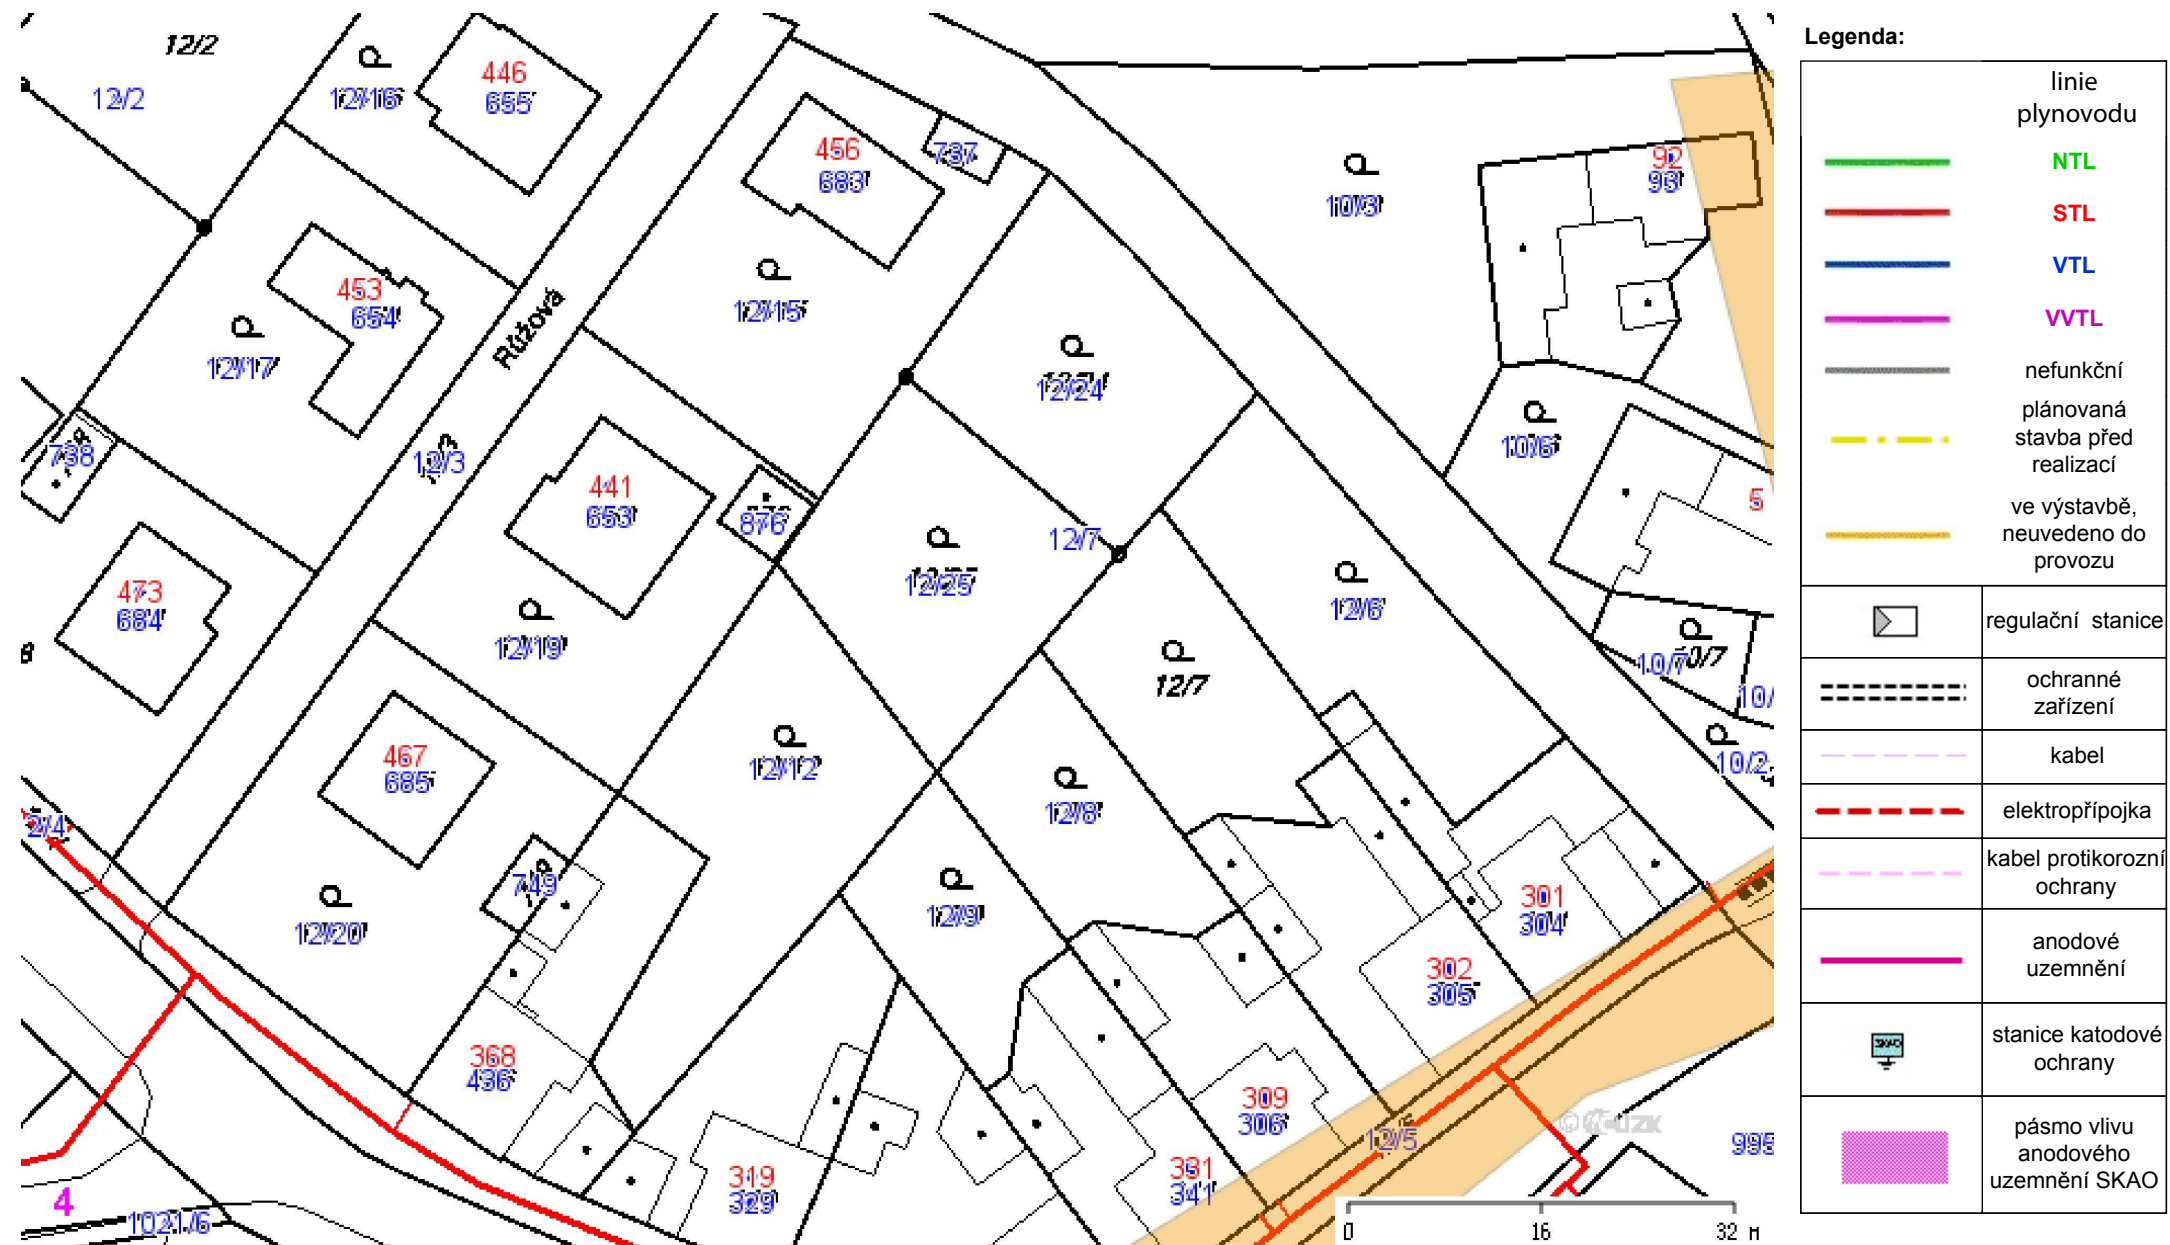 12/2
12/2
12/16
446
655
456
683
737
92
93
10/3
453
654
12/17
Růžová
12/15
12/24
10/6
738
12/3
441
653
876
5
12/7
12/25
12/6
473
684
12/19
10/7
10/7
12/7
467
685
12/12
10/2
12/8
2/4
749
12/9
12/20
301
304
302
305
368
436
309
306
12/5
319
329
331
341
4
1021/6
0
16
32 m
Legenda:
linie
plynovodu
NTL
STL
VTL
VVTL
nefunkční
plánovaná
stavba před
realizací
ve výstavbě,
neuvedeno do
provozu
regulační stanice
ochranné
zařízení
kabel
elektropřípojka
kabel protikorozní
ochrany
anodové
uzemnění
SKAO
stanice katodové
ochrany
pásmo vlivu
anodového
uzemnění SKAO